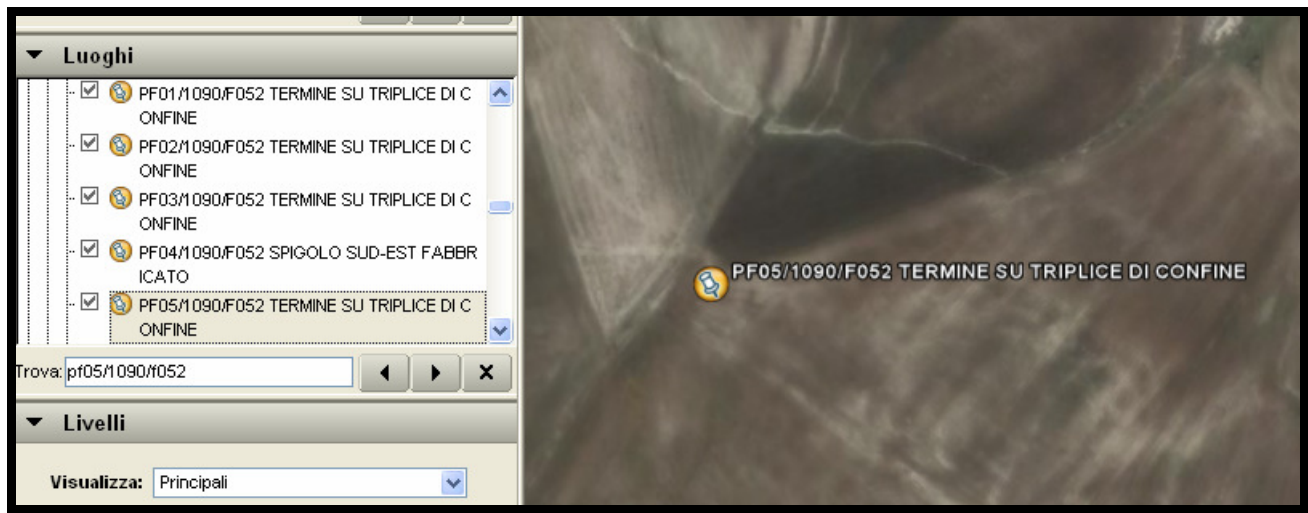 Luoghi
PF01/1090/F052 TERMINE SU TRIPLICE DI C
ONFINE
PF02/1090/F052 TERMINE SU TRIPLICE DI C
ONFINE
PF03/1090/F052 TERMINE SU TRIPLICE DI C
ONFINE
PF04/1090/F052 SPIGOLO SUD-EST FABBR
ICATO
PF05/1090/F052 TERMINE SU TRIPLICE DI C
ONFINE
Trova: pf05/1090/f052
Livelli
Visualizza: Principali
PF05/1090/F052 TERMINE SU TRIPLICE DI CONFINE